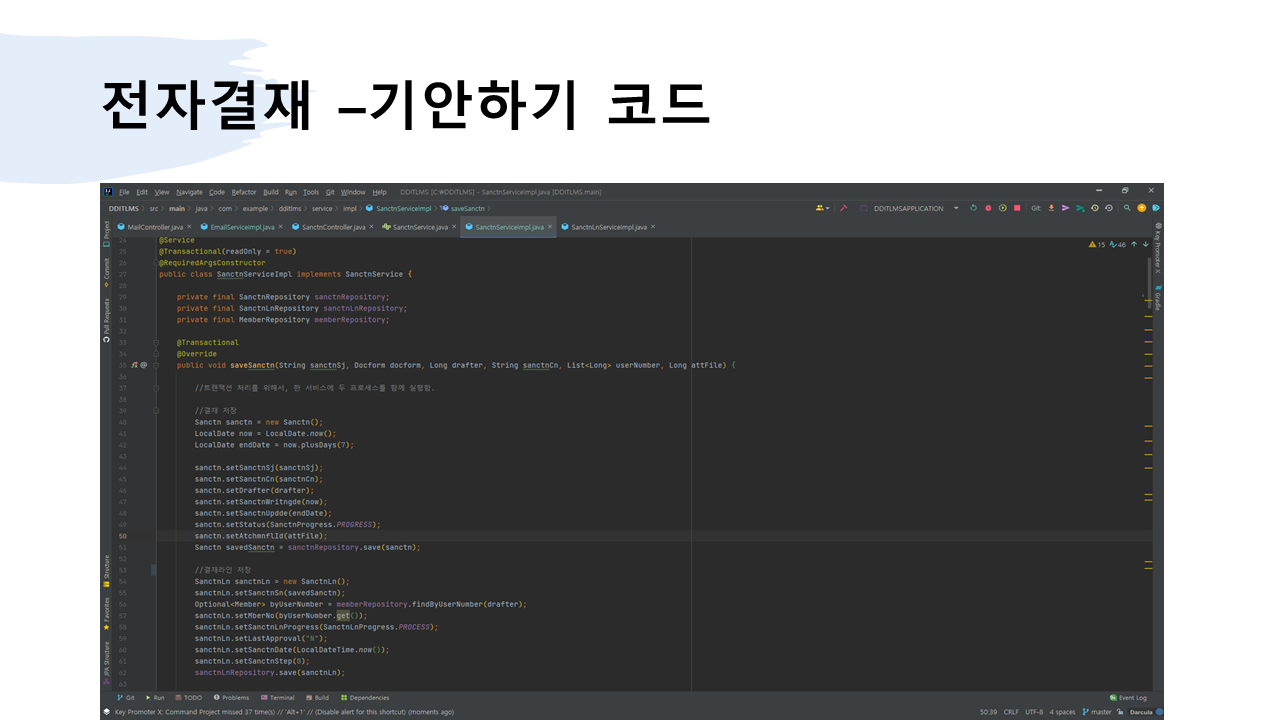 전자결재 –기안하기 코드
File Edit View Navigate Code Refactor Build Run Tools Git Window Help DDITLMS [C:₩DDITLMS] - SanctnServiceImpl.java [DDITLMS.main]
DDITLMS src main java com example dditlms service impl SanctnServiceImpl saveSanctn DDITLMSAPPLICATION Git:
MailController.java EmailServiceImpl.java SanctnController.java SanctnService.java SanctnServiceImpl.java SanctnLnServiceImpl.java
Project
Commit
Pull Requests
Structure
Favorites
JPA Structure
Key Promoter X
Gradle
15 46
24 @Service
25 @Transactional(readOnly = true)
26 @RequiredArgsConstructor
27 public class SanctnServiceImpl implements SanctnService {
28
29 private final SanctnRepository sanctnRepository;
30 private final SanctnLnRepository sanctnLnRepository;
31 private final MemberRepository memberRepository;
32
33 @Transactional
34 @Override
35 public void saveSanctn(String sanctnSj, Docform docform, Long drafter, String sanctnCn, List<Long> userNumber, Long attFile) {
36
37 //트랜잭션 처리를 위해서, 한 서비스에 두 프로세스를 함께 실행함.
38
39 //결재 저장
40 Sanctn sanctn = new Sanctn();
41 LocalDate now = LocalDate.now();
42 LocalDate endDate = now.plusDays(7);
43
44 sanctn.setSanctnSj(sanctnSj);
45 sanctn.setSanctnCn(sanctnCn);
46 sanctn.setDrafter(drafter);
47 sanctn.setSanctnWritngde(now);
48 sanctn.setSanctnUpdde(endDate);
49 sanctn.setStatus(SanctnProgress.PROGRESS);
50 sanctn.setAtchmnflId(attFile);
51 Sanctn savedSanctn = sanctnRepository.save(sanctn);
52
53 //결재라인 저장
54 SanctnLn sanctnLn = new SanctnLn();
55 sanctnLn.setSanctnSn(savedSanctn);
56 Optional<Member> byUserNumber = memberRepository.findByUserNumber(drafter);
57 sanctnLn.setMberNo(byUserNumber.get());
58 sanctnLn.setSanctnLnProgress(SanctnLnProgress.PROCESS);
59 sanctnLn.setLastApproval("N");
60 sanctnLn.setSanctnDate(LocalDateTime.now());
61 sanctnLn.setSanctnStep(0);
62 sanctnLnRepository.save(sanctnLn);
63
Git Run TODO Problems Terminal Build Dependencies Event Log
Key Promoter X: Command Project missed 37 time(s) // 'Alt+1' // (Disable alert for this shortcut) (moments ago) 50:39 CRLF UTF-8 4 spaces master Darcula